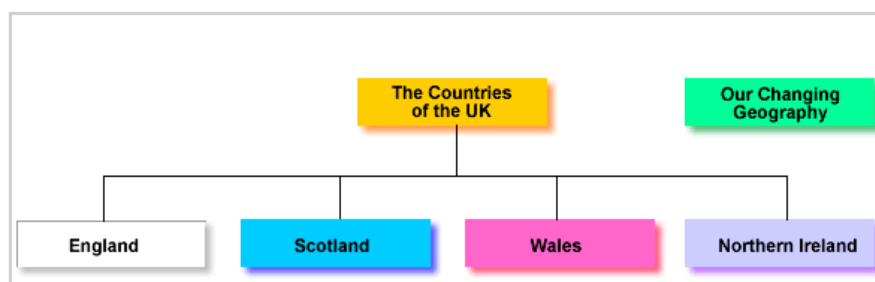 The Countries
of the UK
Our Changing
Geography
England
Scotland
Wales
Northern Ireland